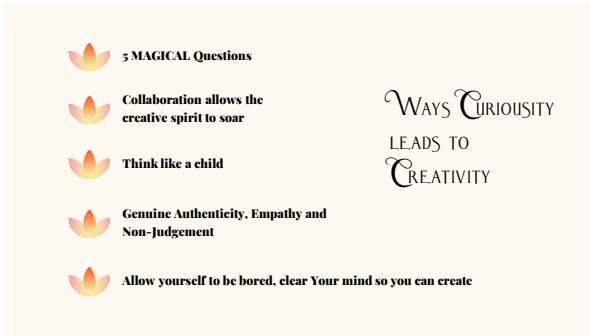 5 MAGICAL Questions
Collaboration allows the
creative spirit to soar
Think like a child
Genuine Authenticity, Empathy and
Non-Judgement
Allow yourself to be bored, clear Your mind so you can create
Ways Curiousity
leads to
Creativity